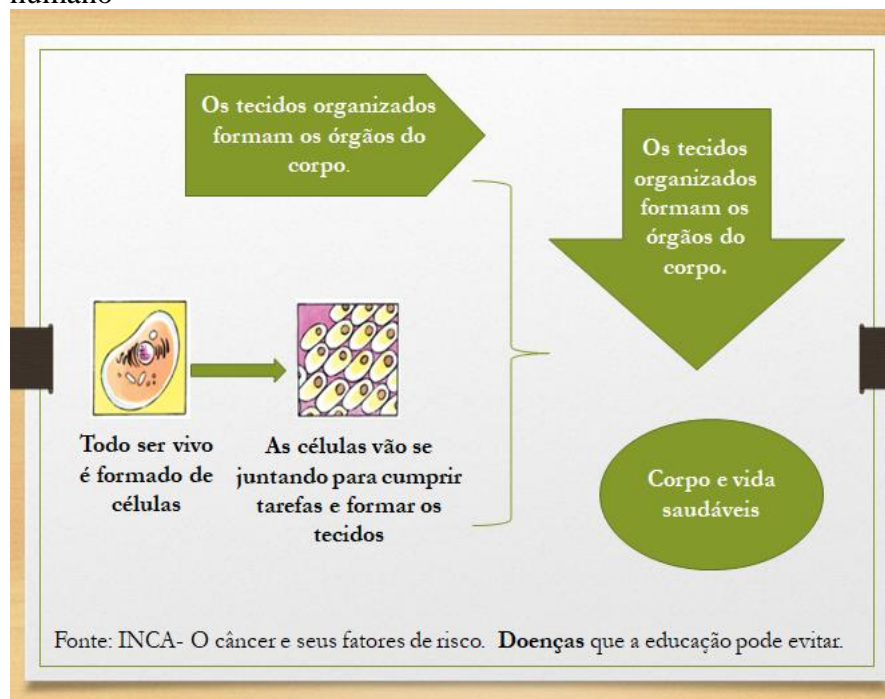 humano
Os tecidos organizados
formam os órgãos do
corpo.
Os tecidos
organizados
formam os
órgãos do
corpo.
Todo ser vivo
é formado de
células
As células vão se
juntando para cumprir
tarefas e formar os
tecidos
Corpo e vida
saudáveis
Fonte: INCA- O câncer e seus fatores de risco. Doenças que a educação pode evitar.